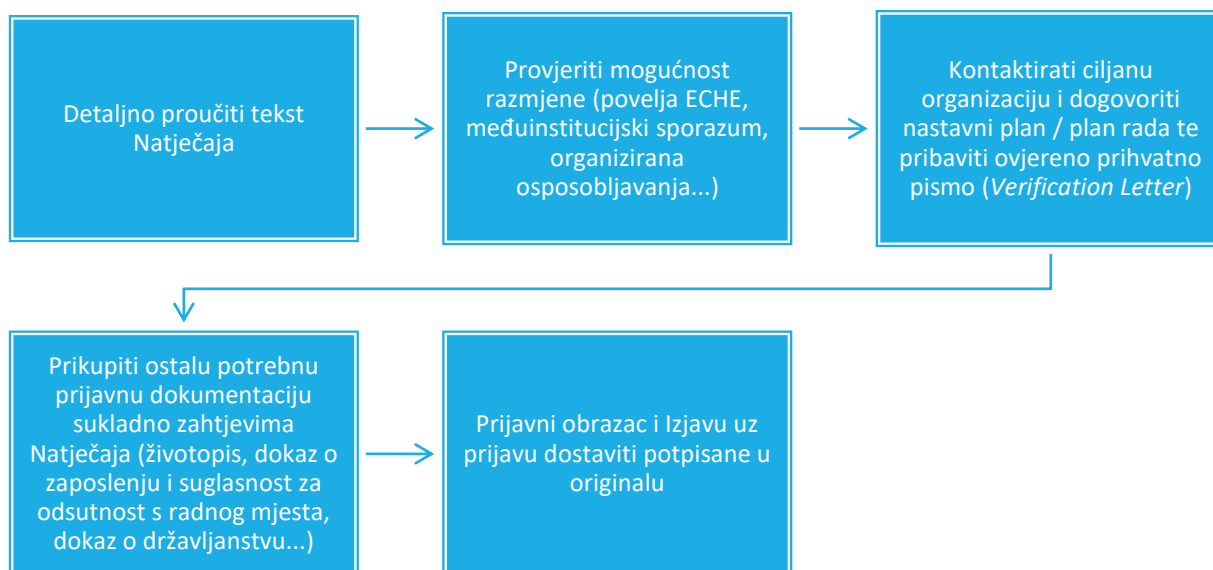 Detaljno proučiti tekst
Natječaja
Provjeriti mogućnost
razmjene (povelja ECHE,
međuinstitucijski sporazum,
organizirana
osposobljavanja...)
Kontaktirati ciljanu
organizaciju i dogovoriti
nastavni plan / plan rada te
pribaviti ovjereno prihvatno
pismo (Verification Letter)
Prikupiti ostalu potrebnu
prijavnu dokumentaciju
sukladno zahtjevima
Natječaja (životopis, dokaz o
zaposlenju i suglasnost za
odsutnost s radnog mjesta,
dokaz o državljanstvu...)
Prijavni obrazac i Izjavu uz
prijavu dostaviti potpisane u
originalu